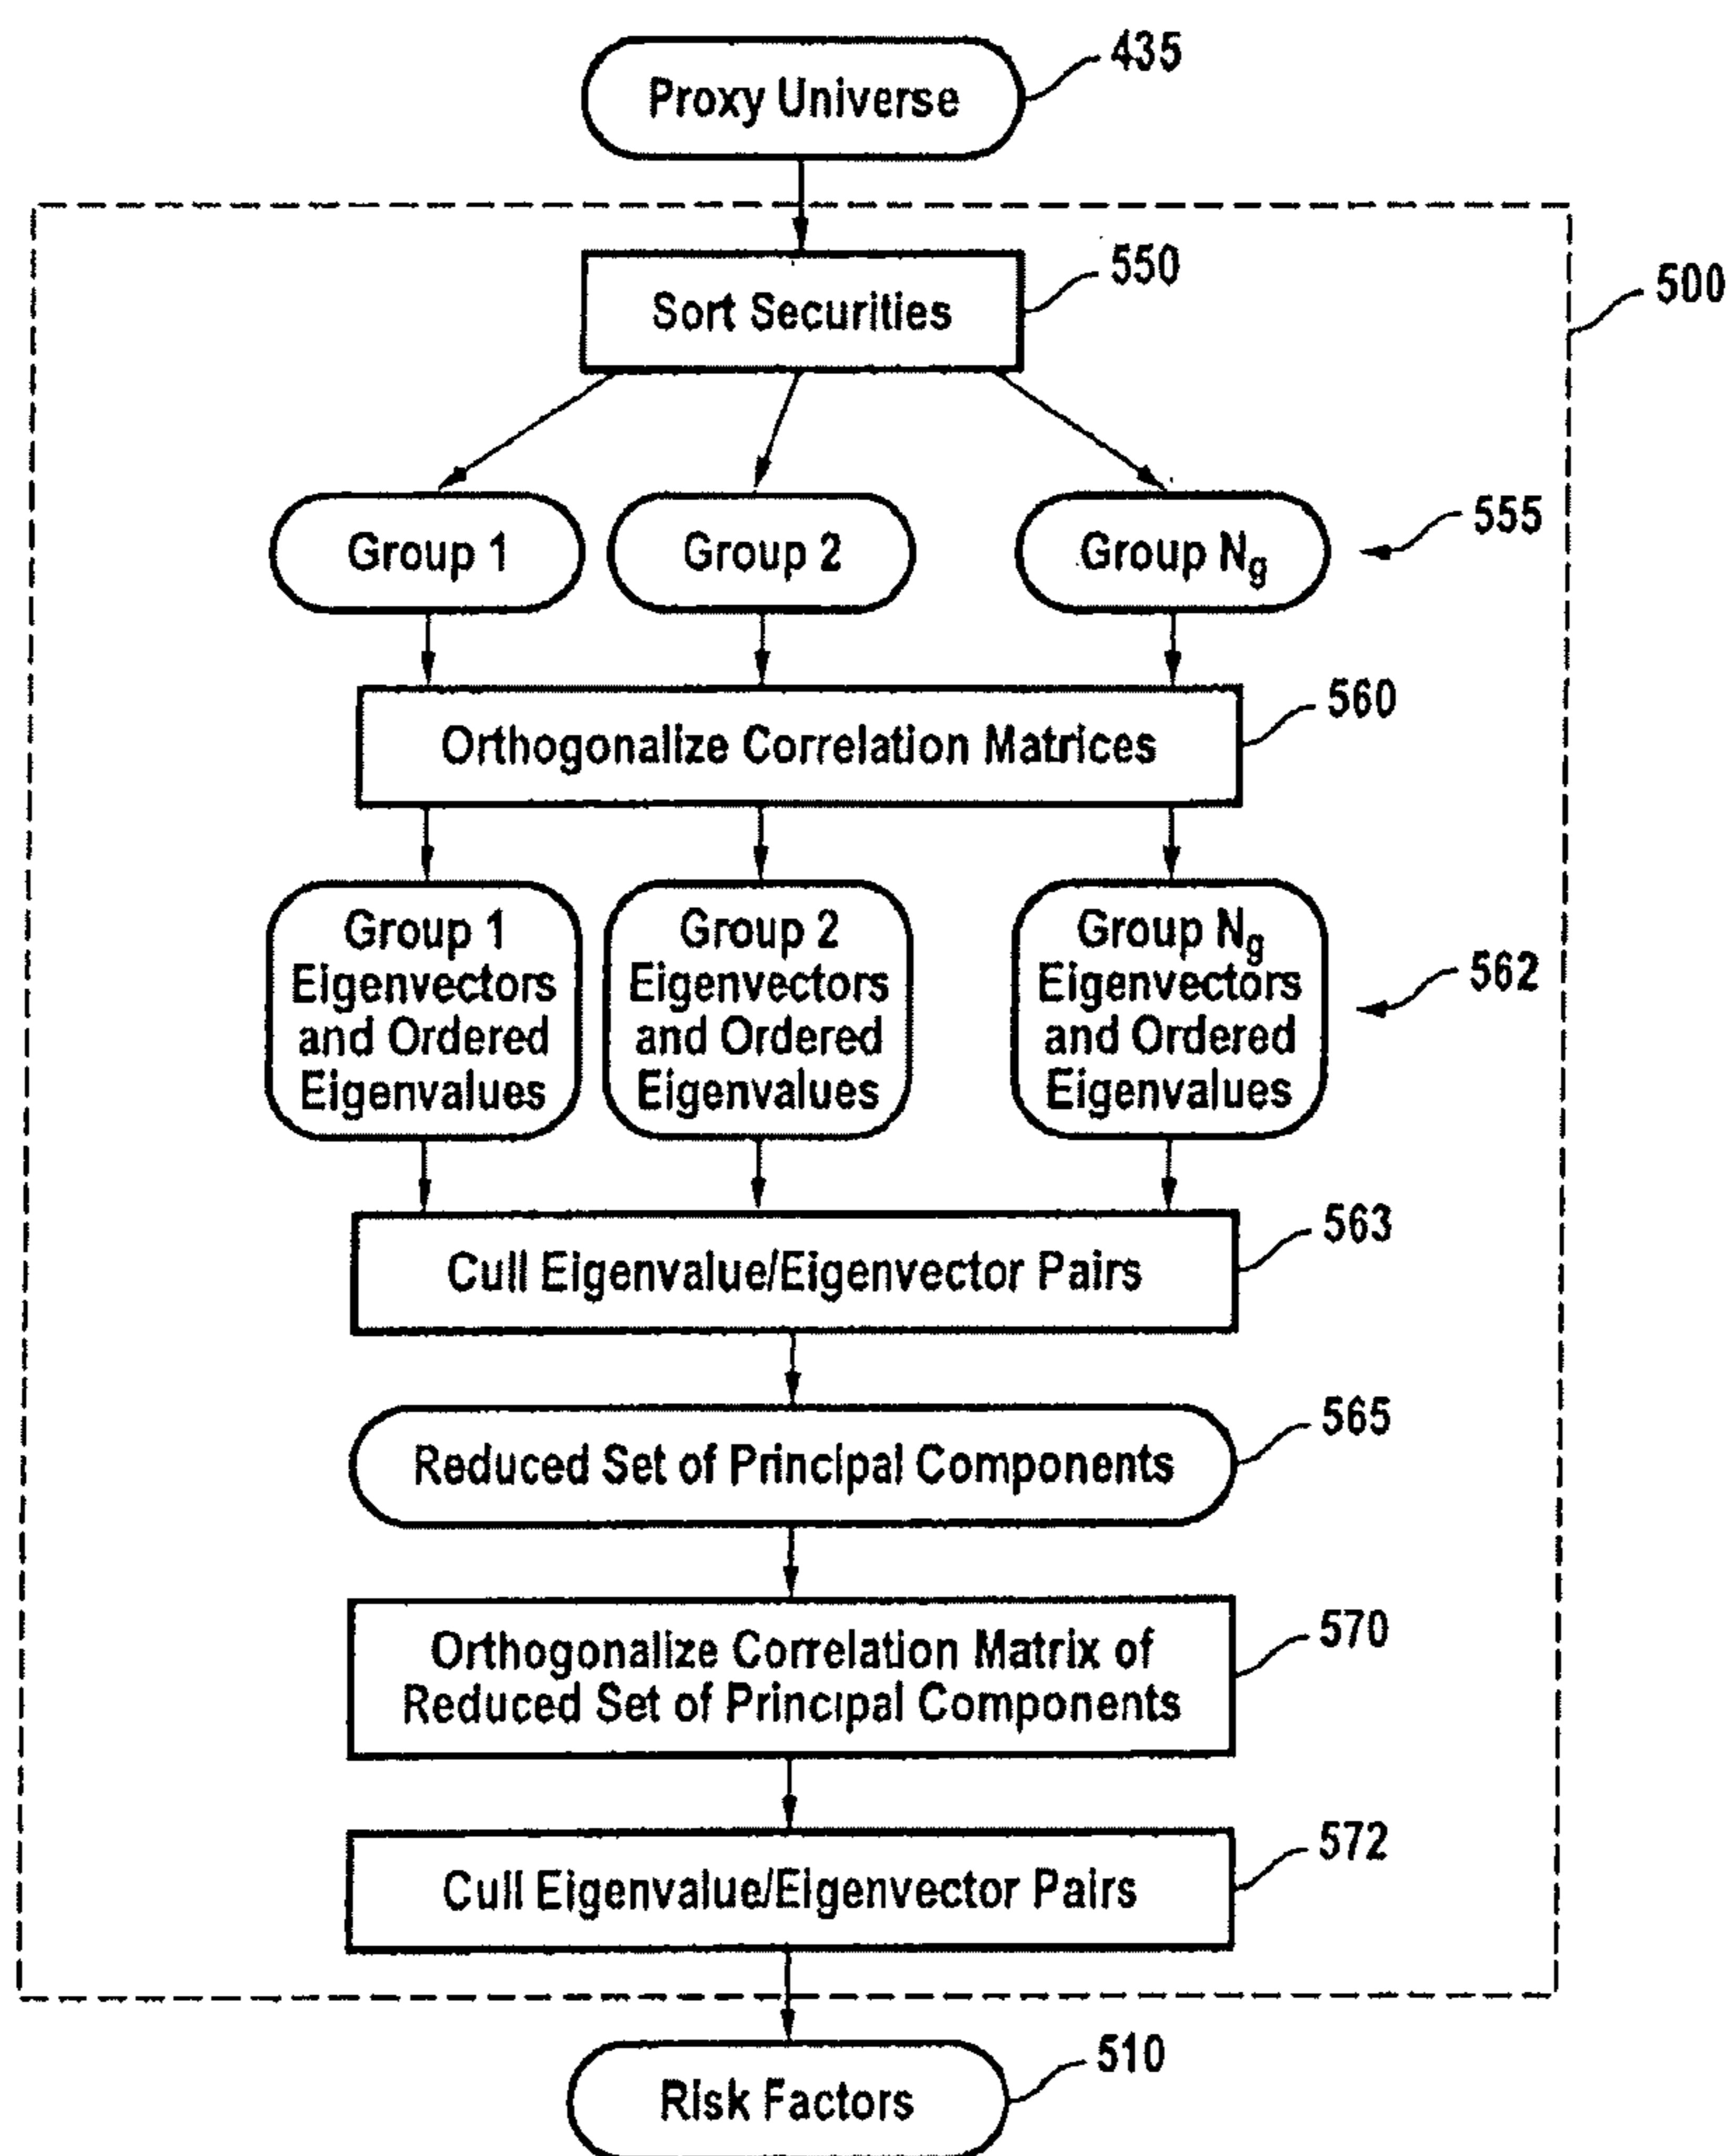 435
Proxy Universe
550
Sort Securities
500
Group 1
Group 2
Group Ng
555
560
Orthogonalize Correlation Matrices
Group 1
Eigenvectors
and Ordered
Eigenvalues
Group 2
Eigenvectors
and Ordered
Eigenvalues
Group Ng
Eigenvectors
and Ordered
Eigenvalues
562
563
Cull Eigenvalue/Eigenvector Pairs
565
Reduced Set of Principal Components
570
Orthogonalize Correlation Matrix of
Reduced Set of Principal Components
572
Cull Eigenvalue/Eigenvector Pairs
510
Risk Factors